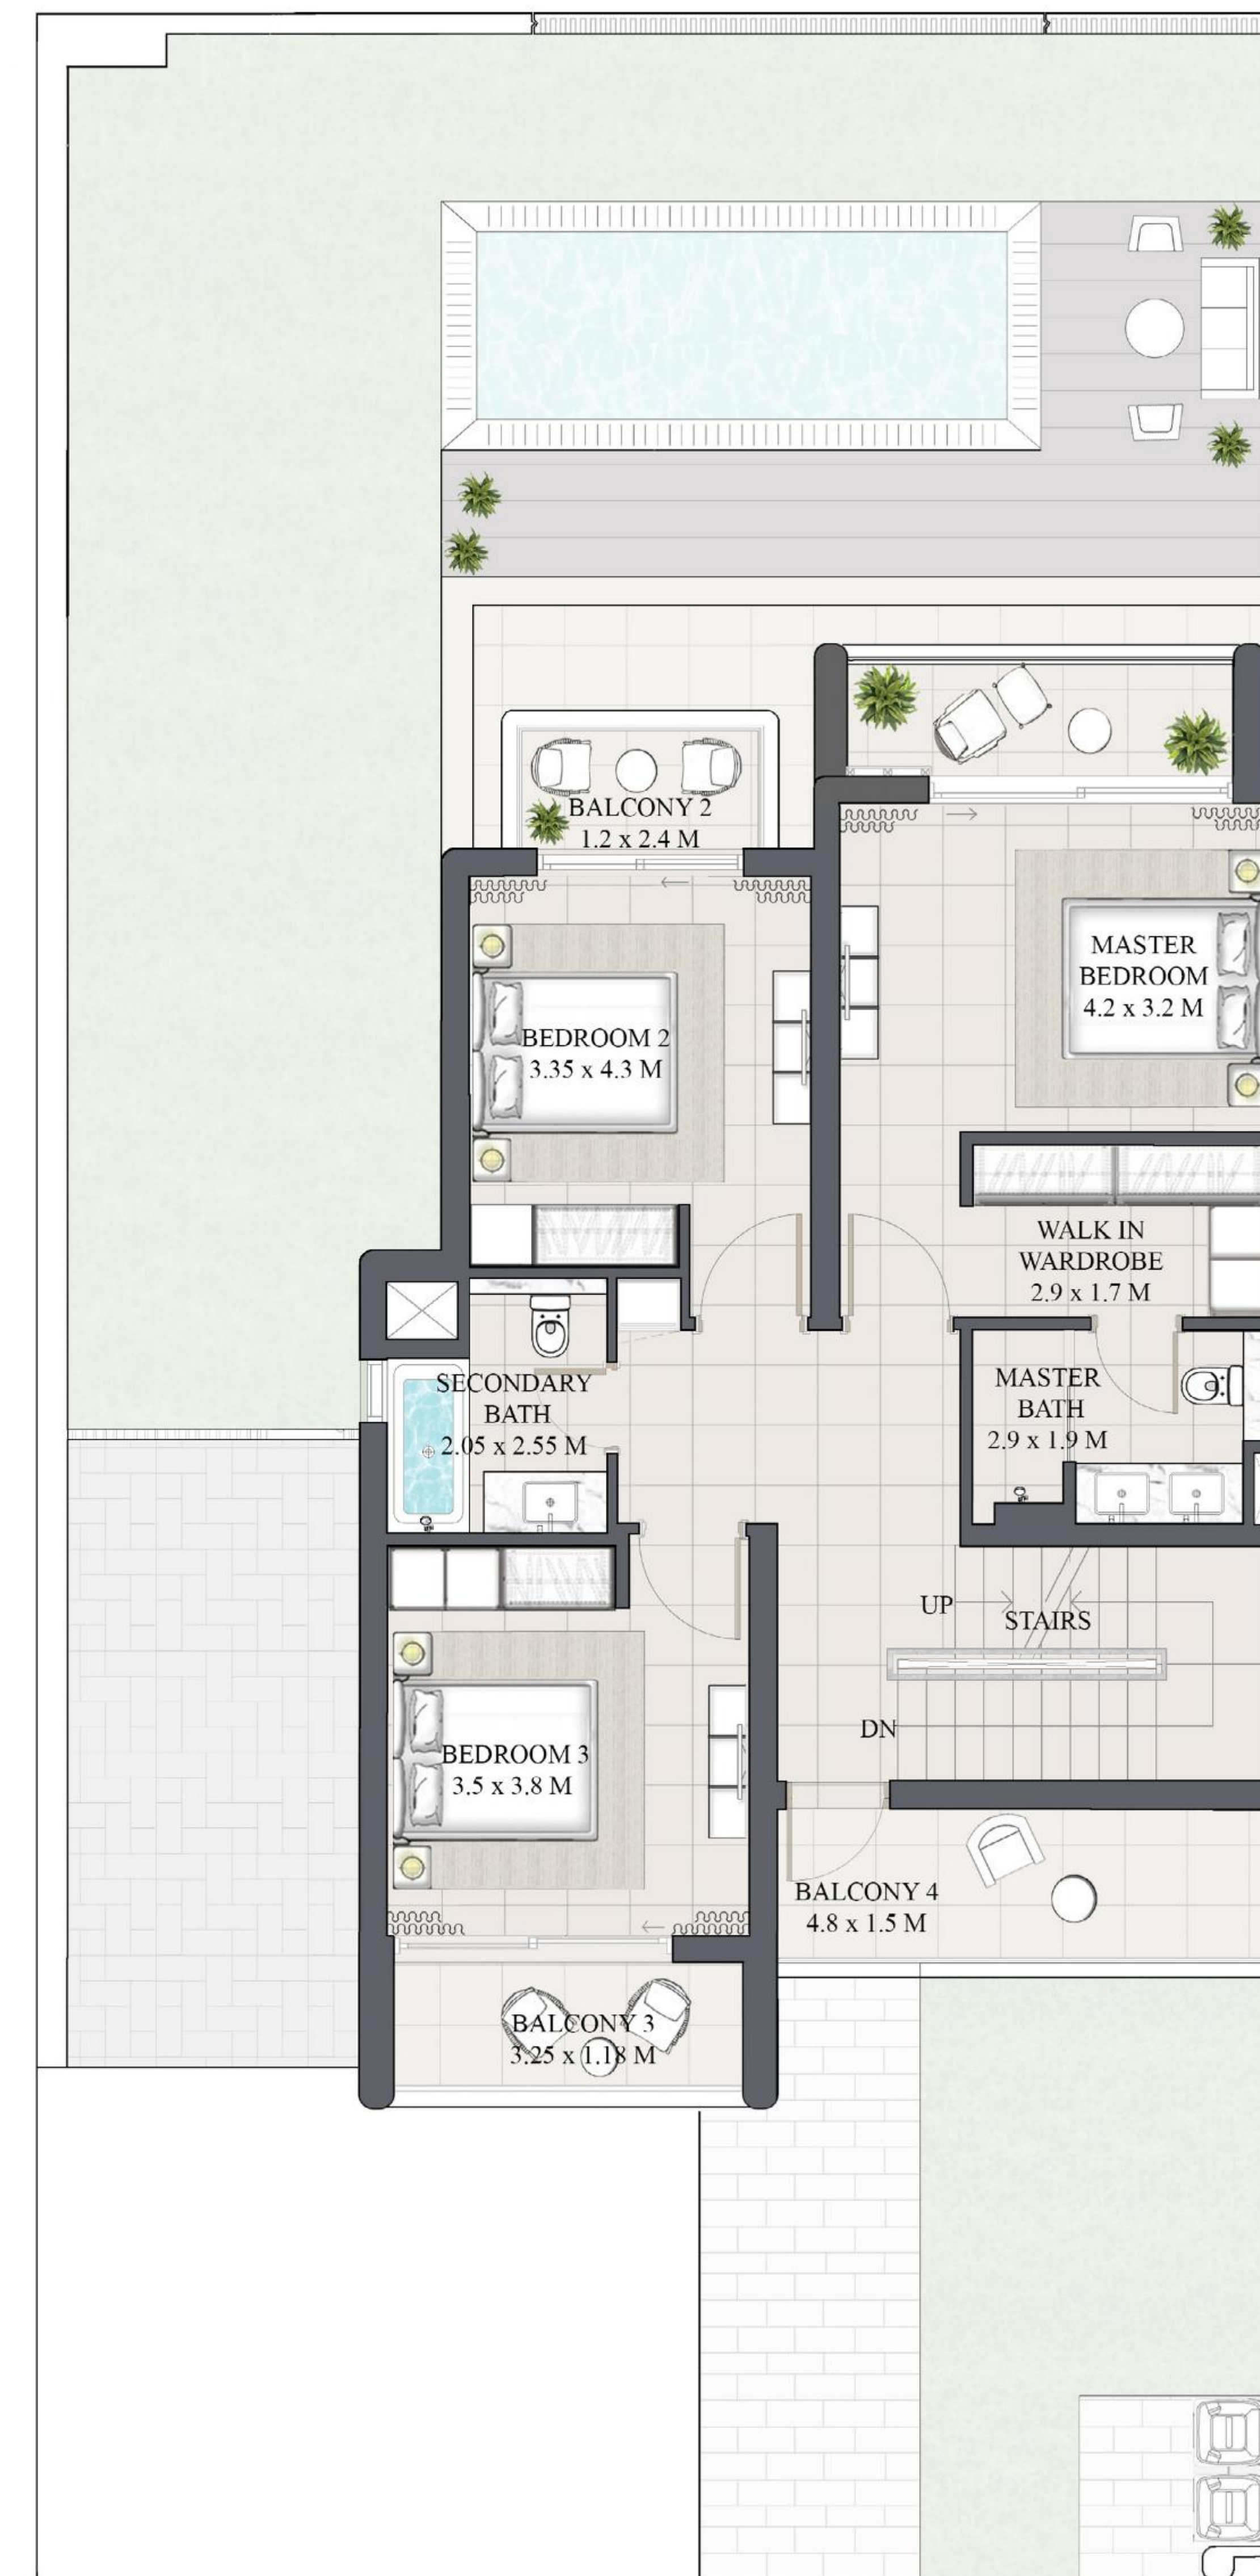 BALCONY 2
1.2 x 2.4 M
MASTER
BEDROOM
4.2 x 3.2 M
BEDROOM 2
3.35 x 4.3 M
WALK IN
WARDROBE
2.9 x 1.7 M
SECONDARY
BATH
2.05 x 2.55 M
MASTER
BATH
2.9 x 1.9 M
UP
STAIRS
DN
BEDROOM 3
3.5 x 3.8 M
BALCONY 4
4.8 x 1.5 M
BALCONY 3
3.25 x 1.18 M